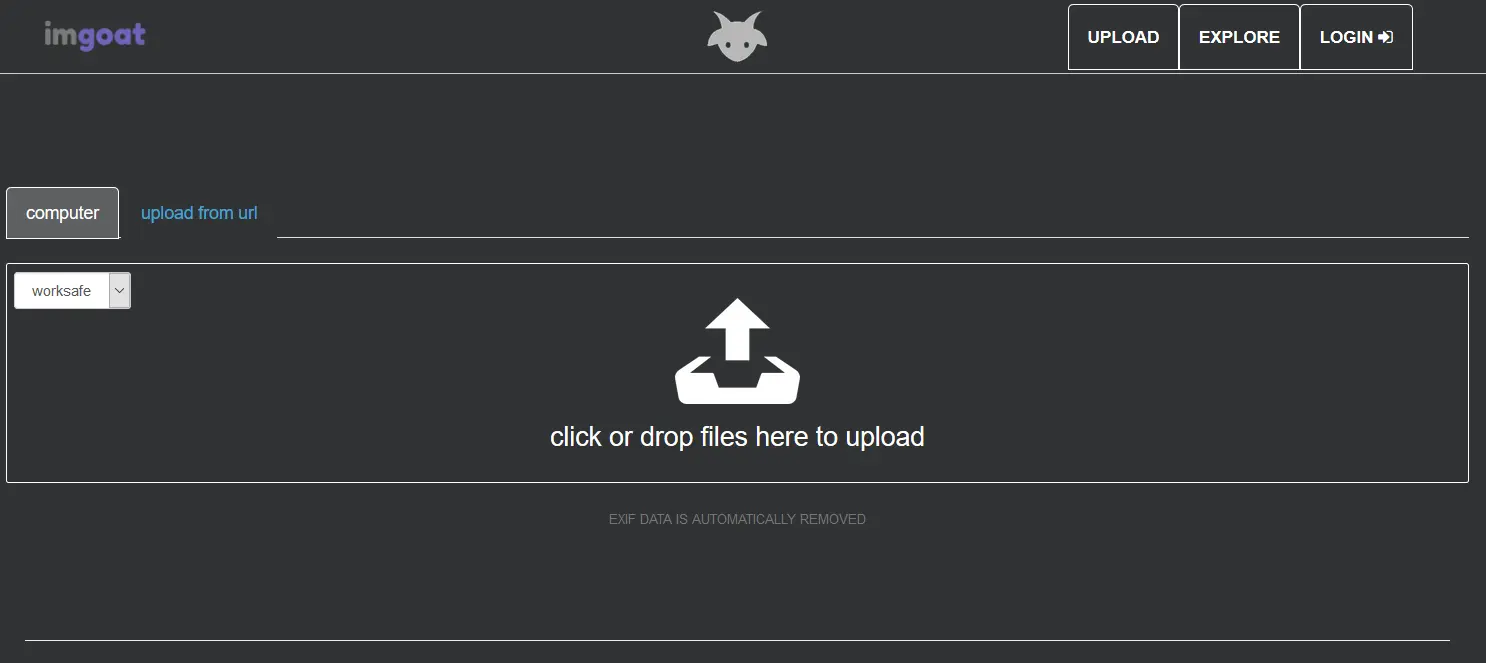 imgoat
UPLOAD
EXPLORE
LOGIN
computer
upload from url
worksafe
click or drop files here to upload
EXIF DATA IS AUTOMATICALLY REMOVED